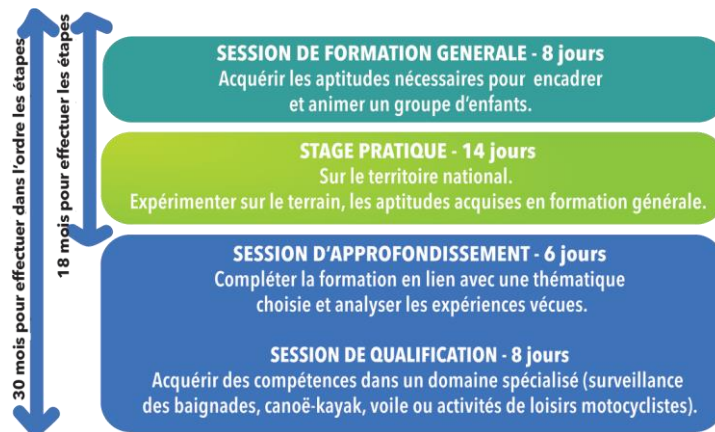 30 mois pour effectuer dans l'ordre les étapes
18 mois pour effectuer les étapes
SESSION DE FORMATION GENERALE - 8 jours
Acquérir les aptitudes nécessaires pour encadrer
et animer un groupe d'enfants.
STAGE PRATIQUE - 14 jours
Sur le territoire national.
Expérimenter sur le terrain, les aptitudes acquises en formation générale.
SESSION D'APPROFONDISSEMENT - 6 jours
Compléter la formation en lien avec une thématique
choisie et analyser les expériences vécues.
SESSION DE QUALIFICATION - 8 jours
Acquérir des compétences dans un domaine spécialisé (surveillance
des baignades, canoë-kayak, voile ou activités de loisirs motocyclistes).